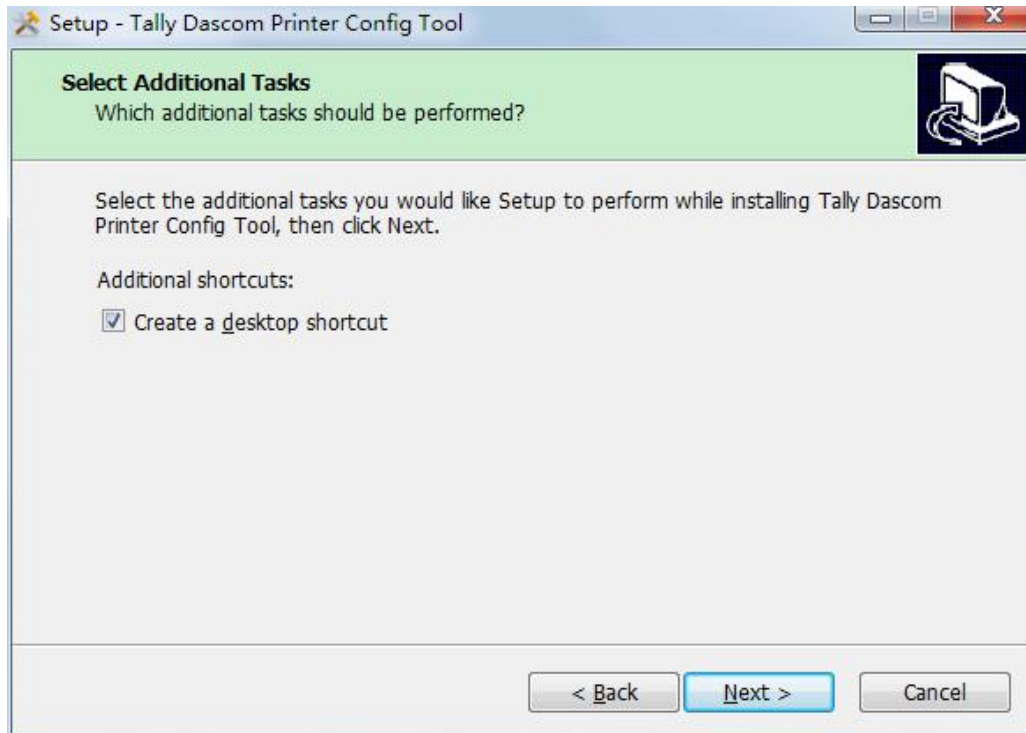 Setup - Tally Dascom Printer Config Tool
Select Additional Tasks
Which additional tasks should be performed?
Select the additional tasks you would like Setup to perform while installing Tally Dascom
Printer Config Tool, then click Next.
Additional shortcuts:
Create a desktop shortcut
< Back Next > Cancel